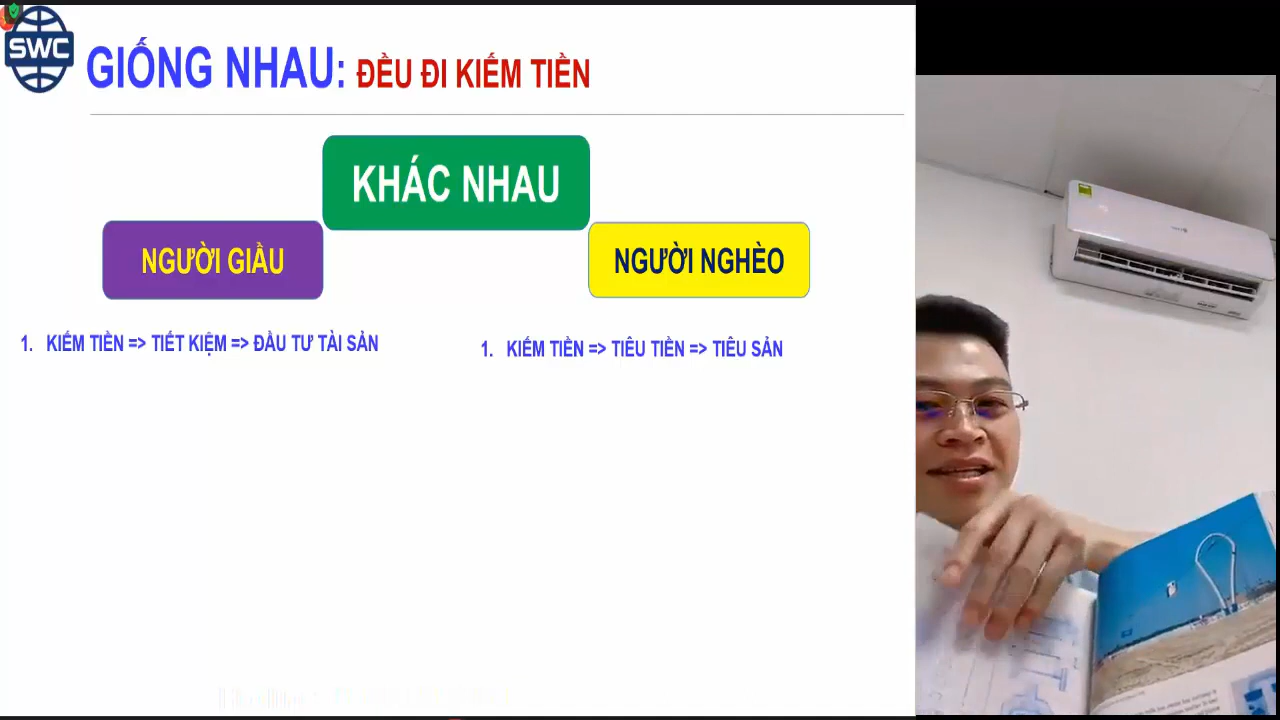 SWC
GIỐNG NHAU: ĐỀU ĐI KIẾM TIỀN
KHÁC NHAU
NGƯỜI GIẦU
NGƯỜI NGHÈO
1. KIẾM TIỀN => TIẾT KIỆM => ĐẦU TƯ TÀI SẢN
1. KIẾM TIỀN => TIÊU TIỀN => TIÊU SẢN